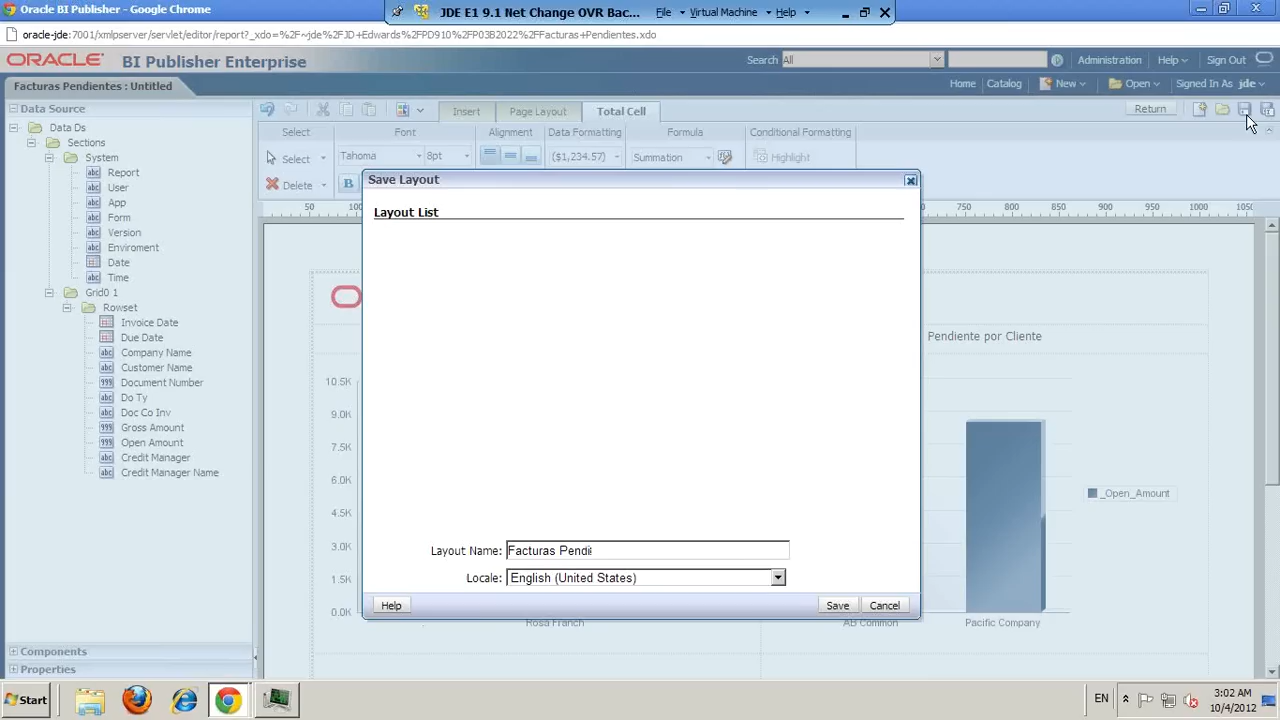 Oracle BI Publisher Enterprise - Google Chrome
JDE E1 9.1 Net Change OVR Bac...
File
Virtual Machine
Help
oracle-jde:7001/xmlpserver/servlet/editor/report?_xdo=%2F~jde%2FJD+Edwards%2FPD910%2FP03B2022%2FFacturas+Pendientes.xdo
ORACLE
BI Publisher Enterprise
Search
All
Administration
Help
Sign Out
Facturas Pendientes : Untitled
Home
Catalog
New
Open
Signed In As jde
Data Source
Insert
Page Layout
Total Cell
Return
Data Ds
Sections
System
Report
User
App
Form
Version
Enviroment
Date
Time
Grid0 1
Rowset
Invoice Date
Due Date
Company Name
Customer Name
Document Number
Do Ty
Doc Co Inv
Gross Amount
Open Amount
Credit Manager
Credit Manager Name
Components
Properties
Select
Font
Alignment
Data Formatting
Formula
Conditional Formatting
Select
Tahoma
8pt
($1,234.57)
Summation
Highlight
Delete
B
50
750
800
850
900
950
1000
Save Layout
Layout List
Layout Name:
Facturas Pendi
Locale:
English (United States)
Help
Save
Cancel
Pendiente por Cliente
10.5K
9.0K
7.5K
6.0K
4.5K
3.0K
1.5K
0.0K
_Open_Amount
Rosa Franch
AB Common
Pacific Company
Start
EN
3:02 AM
10/4/2012